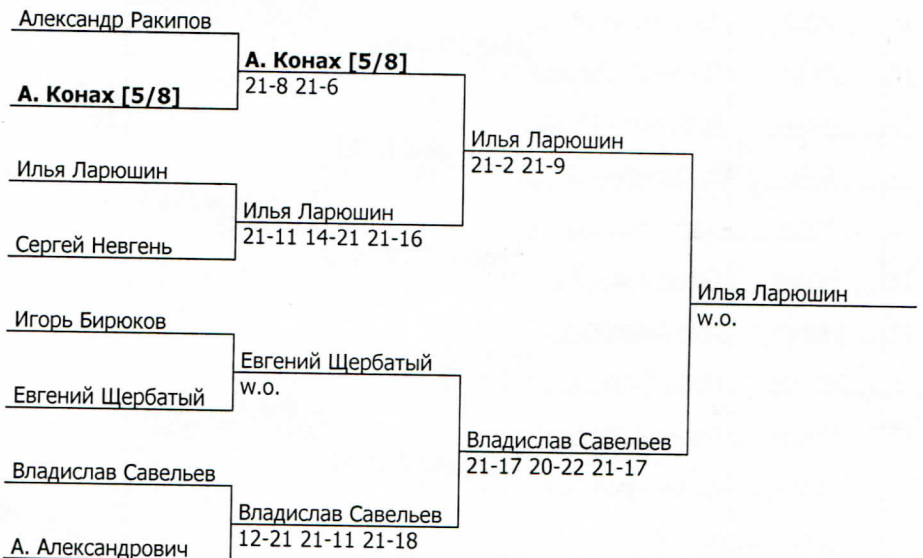 Александр Ракипов
А. Конах [5/8]
21-8 21-6
А. Конах [5/8]
Илья Ларюшин
21-2 21-9
Илья Ларюшин
Илья Ларюшин
21-11 14-21 21-16
Сергей Невгень
Илья Ларюшин
w.o.
Игорь Бирюков
Евгений Щербатый
w.o.
Евгений Щербатый
Владислав Савельев
21-17 20-22 21-17
Владислав Савельев
Владислав Савельев
12-21 21-11 21-18
А. Александрович